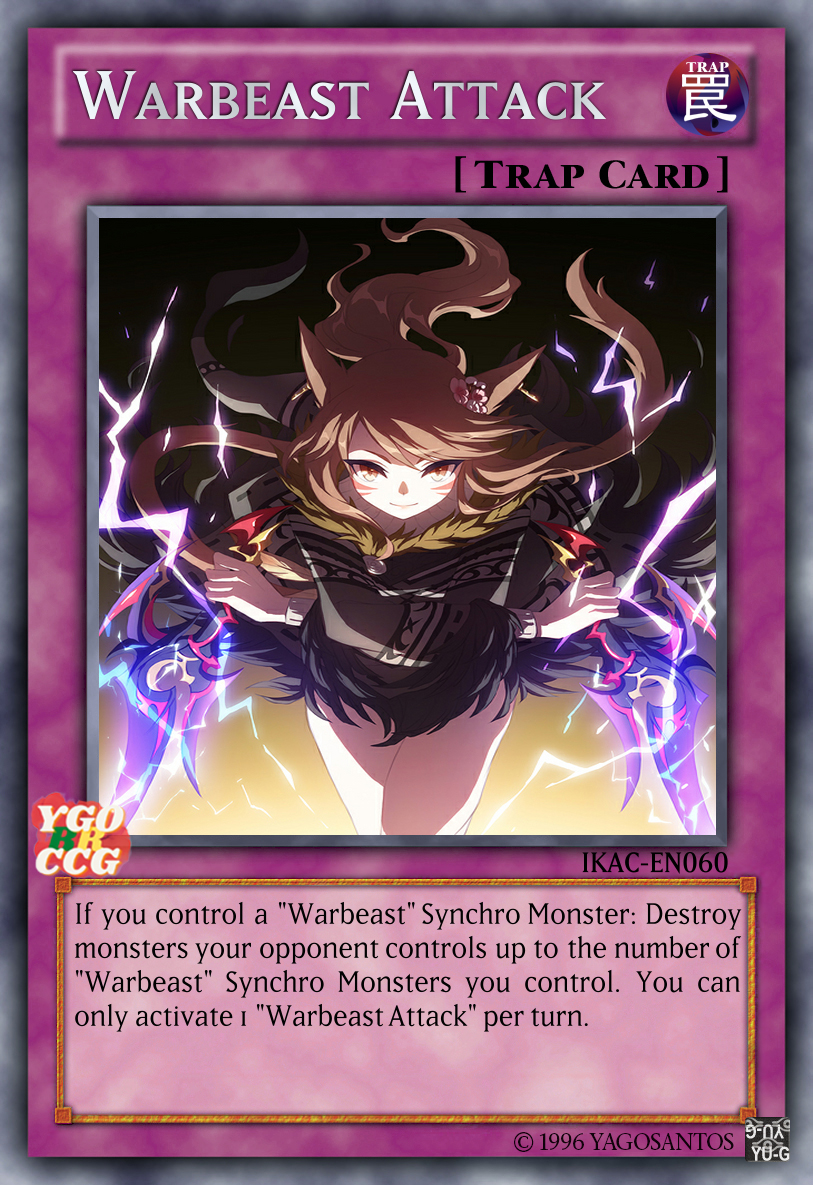 WARBEAST ATTACK
TRAP
罠
[TRAP CARD]
YGO
BR
CCG
IKAC-EN060
If you control a "Warbeast" Synchro Monster: Destroy
monsters your opponent controls up to the number of
"Warbeast" Synchro Monsters you control. You can
only activate 1 "Warbeast Attack" per turn.
© 1996 YAGOSANTOS
YU-G